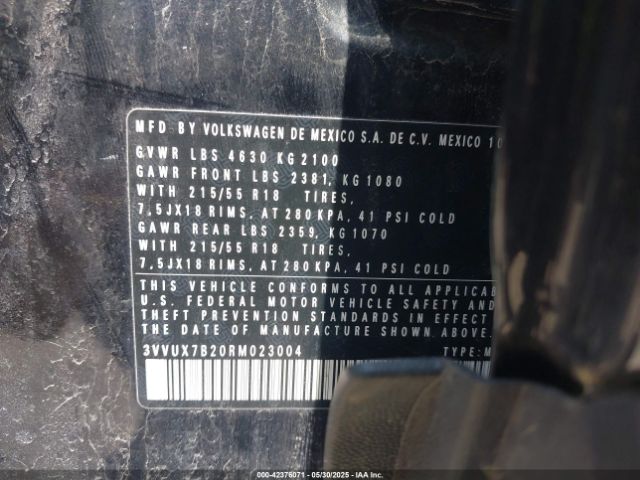 MFD BY VOLKSWAGEN DE MEXICO S.A. DE C.V. MEXICO 10
GVWR LBS 4630 KG 2100
GAWR FRONT LBS 2381, KG 1080
WITH 215/55 R18 TIRES,
7,5JX18 RIMS, AT 280 KPA, 41 PSI COLD
GAWR REAR LBS 2359, KG 1070
WITH 215/55 R18 TIRES,
7,5JX18 RIMS, AT 280 KPA, 41 PSI COLD
THIS VEHICLE CONFORMS TO ALL APPLICAB
U.S. FEDERAL MOTOR VEHICLE SAFETY AND
THEFT PREVENTION STANDARDS IN EFFECT
THE DATE OF MANUFACTURE SHOWN
3VVUX7B20RM023004 TYPE: M
000-42376071 - 05/30/2025 - IAA Inc.